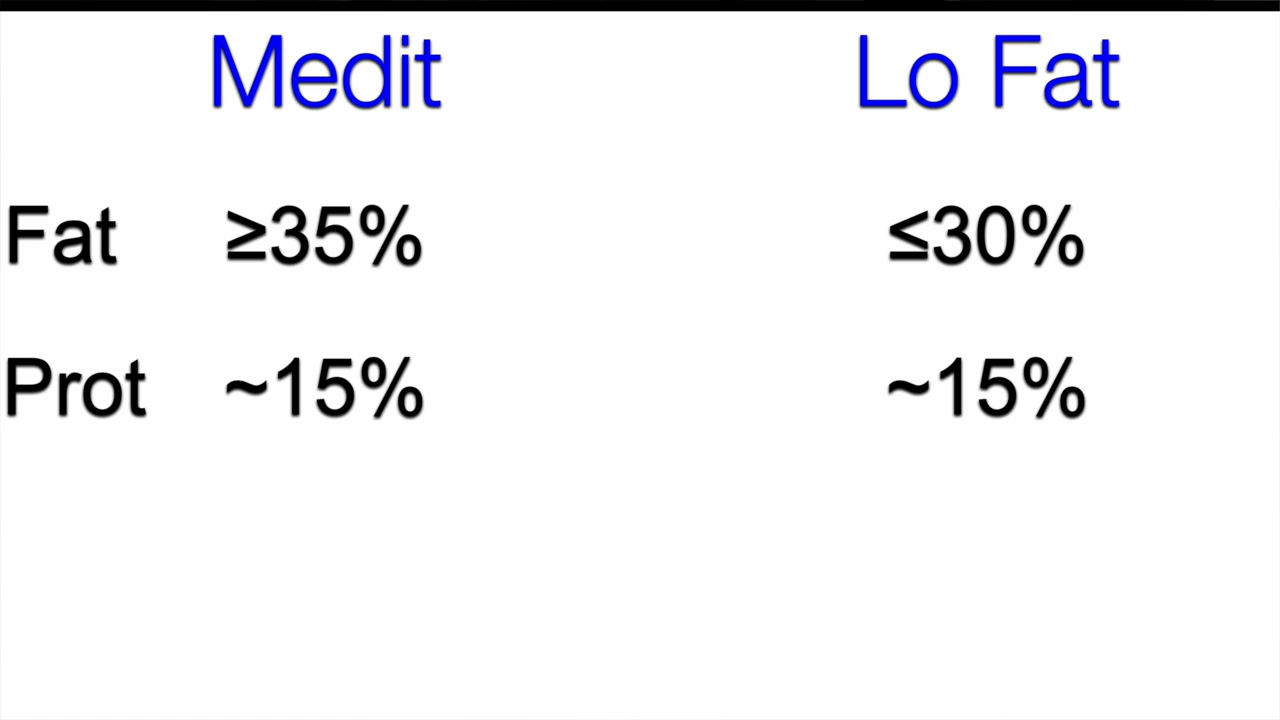 Medit Lo Fat
Fat ≥35% ≤30%
Prot ~15% ~15%